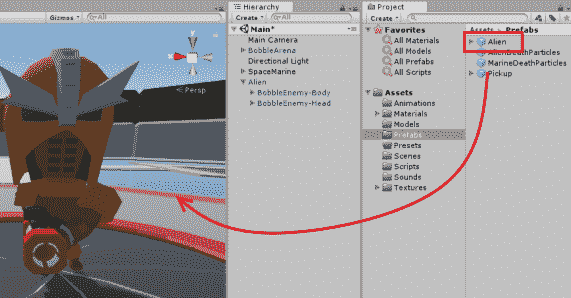 Gizmos
All
Persp
Hierarchy
Create
All
Main*
Main Camera
BobbleArena
Directional Light
SpaceMarine
Alien
BobbleEnemy-Body
BobbleEnemy-Head
Project
Create
Favorites
All Materials
All Models
All Prefabs
All Scripts
Assets
Animations
Materials
Models
Prefabs
Presets
Scenes
Scripts
Sounds
Textures
Assets Prefabs
Alien
AlienDeathParticles
MarineDeathParticles
Pickup